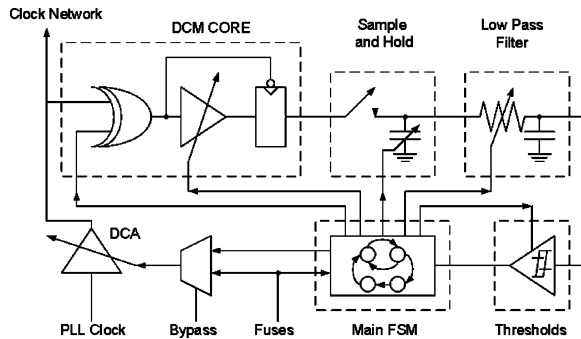 Clock Network
DCM CORE
Sample
and Hold
Low Pass
Filter
DCA
PLL Clock
Bypass
Fuses
Main FSM
Thresholds